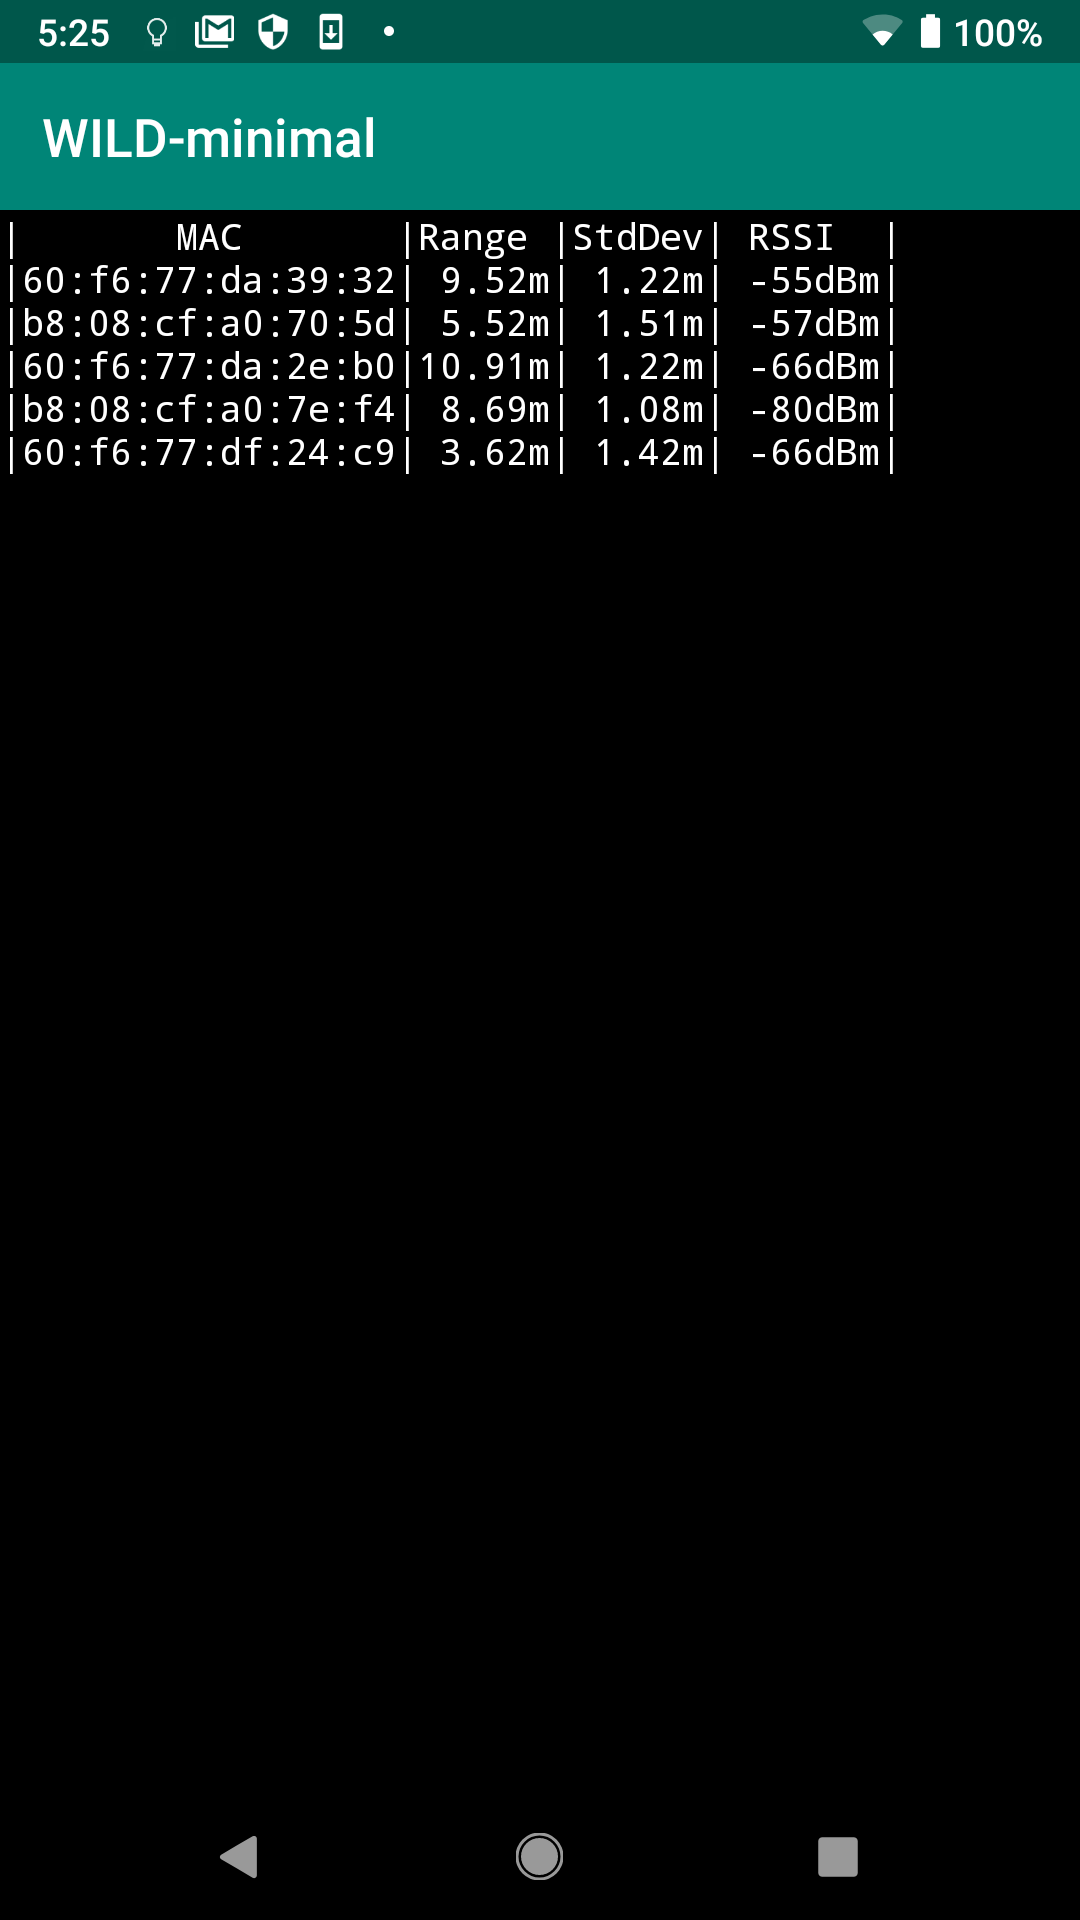 5:25 100%
WILD-minimal
|       MAC       |Range |StdDev| RSSI  |
|60:f6:77:da:39:32| 9.52m| 1.22m| -55dBm|
|b8:08:cf:a0:70:5d| 5.52m| 1.51m| -57dBm|
|60:f6:77:da:2e:b0|10.91m| 1.22m| -66dBm|
|b8:08:cf:a0:7e:f4| 8.69m| 1.08m| -80dBm|
|60:f6:77:df:24:c9| 3.62m| 1.42m| -66dBm|